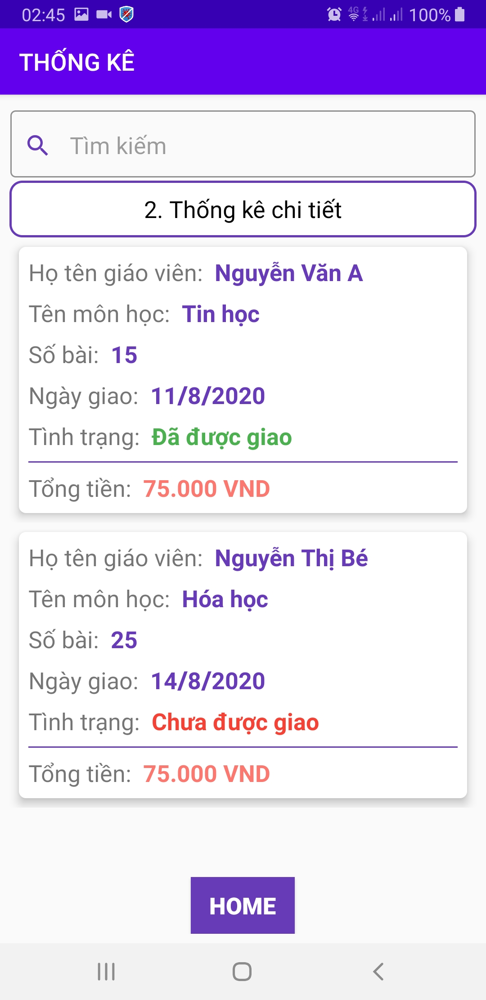 02:45 4G 100%
THỐNG KÊ
Tìm kiếm
2. Thống kê chi tiết
Họ tên giáo viên: Nguyễn Văn A
Tên môn học: Tin học
Số bài: 15
Ngày giao: 11/8/2020
Tình trạng: Đã được giao
Tổng tiền: 75.000 VND
Họ tên giáo viên: Nguyễn Thị Bé
Tên môn học: Hóa học
Số bài: 25
Ngày giao: 14/8/2020
Tình trạng: Chưa được giao
Tổng tiền: 75.000 VND
HOME